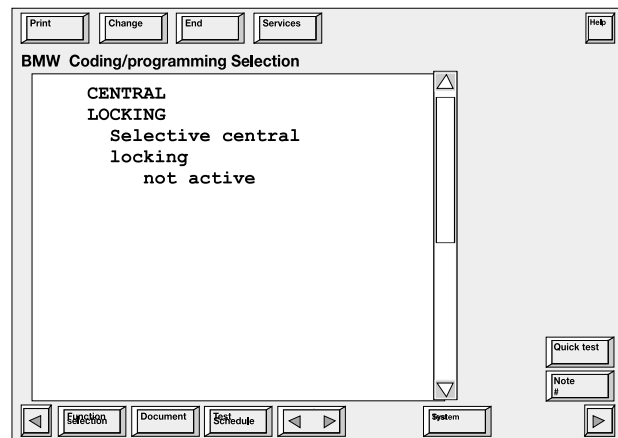 Print
Change
End
Services
Help
BMW Coding/programming Selection
CENTRAL
LOCKING
Selective central
locking
not active
Quick test
Note
#
Function
selection
Document
Test
Schedule
System